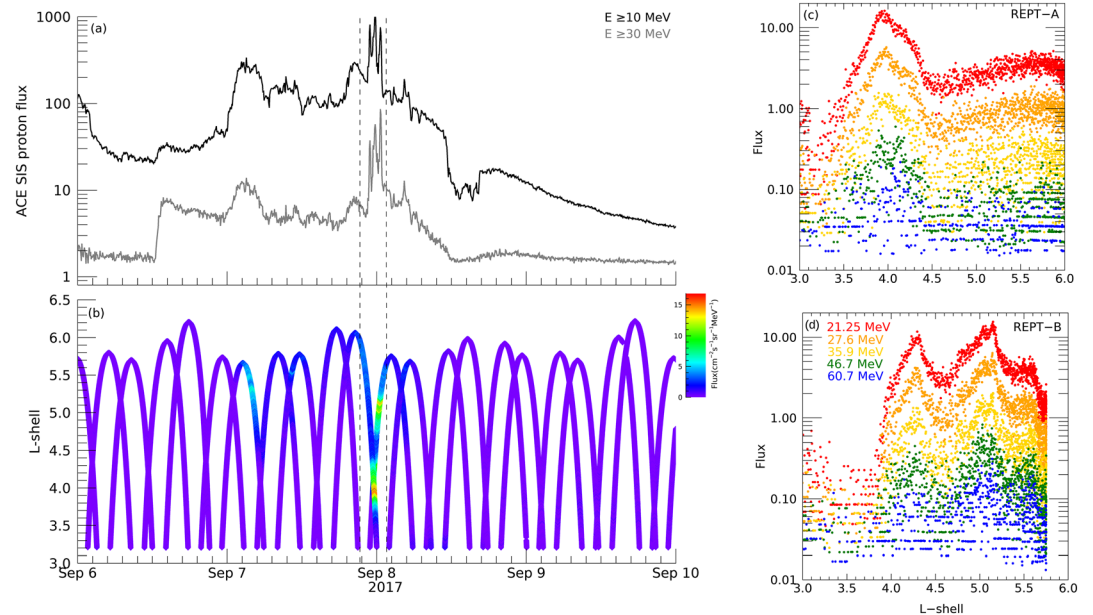 (a)
E ≥10 MeV
E ≥30 MeV
1000
100
10
1
ACE SIS proton flux
(b)
6.5
6.0
5.5
5.0
4.5
4.0
3.5
3.0
L-shell
15
10
5
0
Flux(cm⁻²s⁻¹sr⁻¹MeV⁻¹)
Sep 6
Sep 7
Sep 8
Sep 9
Sep 10
2017
(c)
REPT−A
10.00
1.00
0.10
0.01
Flux
3.0
3.5
4.0
4.5
5.0
5.5
6.0
(d)
REPT−B
21.25 MeV
27.6 MeV
35.9 MeV
46.7 MeV
60.7 MeV
10.00
1.00
0.10
0.01
Flux
3.0
3.5
4.0
4.5
5.0
5.5
6.0
L−shell